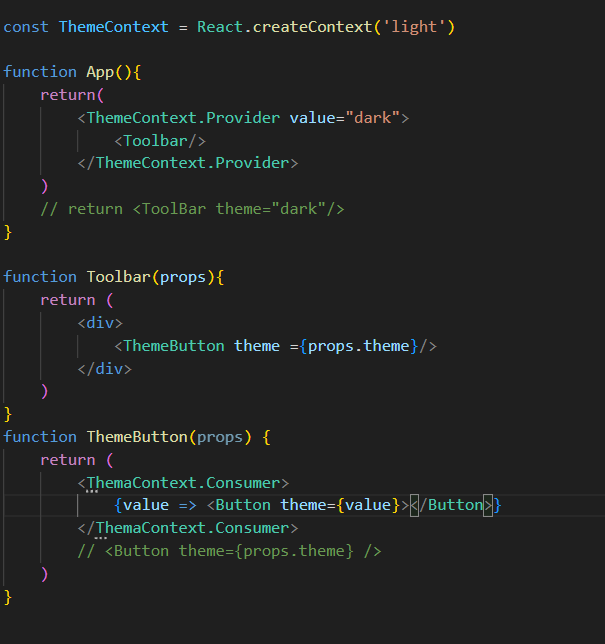 const ThemeContext = React.createContext('light')
function App(){
return(
<ThemeContext.Provider value="dark">
<Toolbar/>
</ThemeContext.Provider>
)
// return <ToolBar theme="dark"/>
}
function Toolbar(props){
return (
<div>
<ThemeButton theme ={props.theme}/>
</div>
)
}
function ThemeButton(props) {
return (
<ThemaContext.Consumer>
{value => <Button theme={value}></Button>}
</ThemaContext.Consumer>
// <Button theme={props.theme} />
)
}